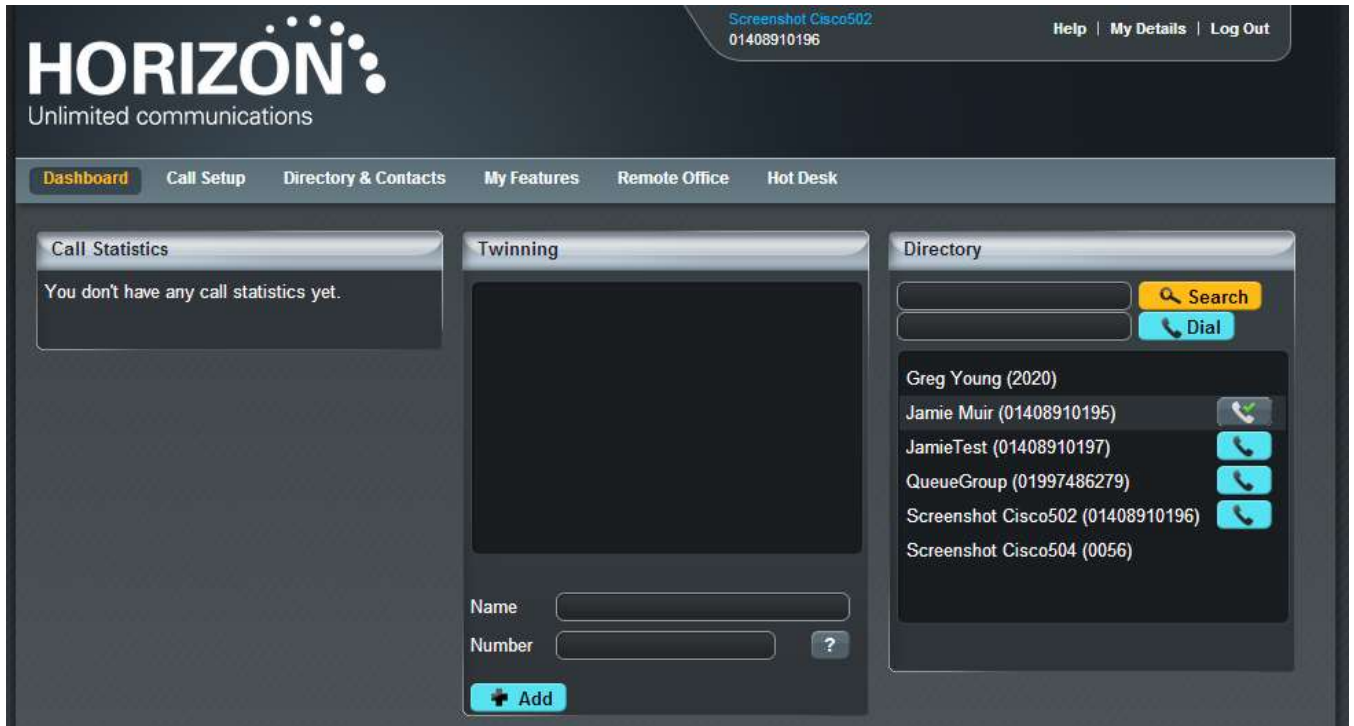 Screenshot Cisco502
01408910196
Help | My Details | Log Out
HORIZON
Unlimited communications
Dashboard Call Setup Directory & Contacts My Features Remote Office Hot Desk
Call Statistics
You don't have any call statistics yet.
Twinning
Name
Number ?
Add
Directory
Search
Dial
Greg Young (2020)
Jamie Muir (01408910195)
JamieTest (01408910197)
QueueGroup (01997486279)
Screenshot Cisco502 (01408910196)
Screenshot Cisco504 (0056)